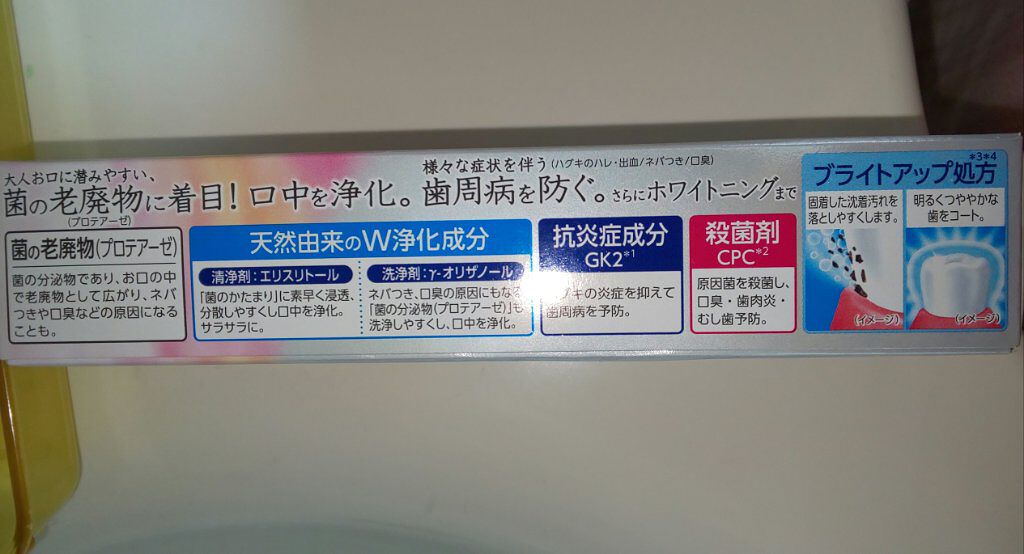 大人お口に潜みやすい、
菌の老廃物に着目!口中を浄化。
(プロテアーゼ)
様々な症状を伴う(ハグキのハレ・出血/ネバつき/口臭)
歯周病を防ぐ。さらにホワイトニングまで
菌の老廃物(プロテアーゼ)
菌の分泌物であり、お口の中
で老廃物として広がり、ネバ
つきや口臭などの原因になる
ことも。
天然由来のW浄化成分
清浄剤:エリスリトール
「菌のかたまり」に素早く浸透、
分散しやすくし口中を浄化。
サラサラに。
洗浄剤:γ-オリザノール
ネバつき、口臭の原因にもなる
「菌の分泌物(プロテアーゼ)」も
洗浄しやすくし、口中を浄化。
抗炎症成分
GK2*1
ハグキの炎症を抑えて
歯周病を予防。
殺菌剤
CPC*2
原因菌を殺菌し、
口臭・歯肉炎・
むし歯予防。
*3*4
ブライトアップ処方
固着した沈着汚れを
落としやすくします。
(イメージ)
明るくつややかな
歯をコート。
(イメージ)